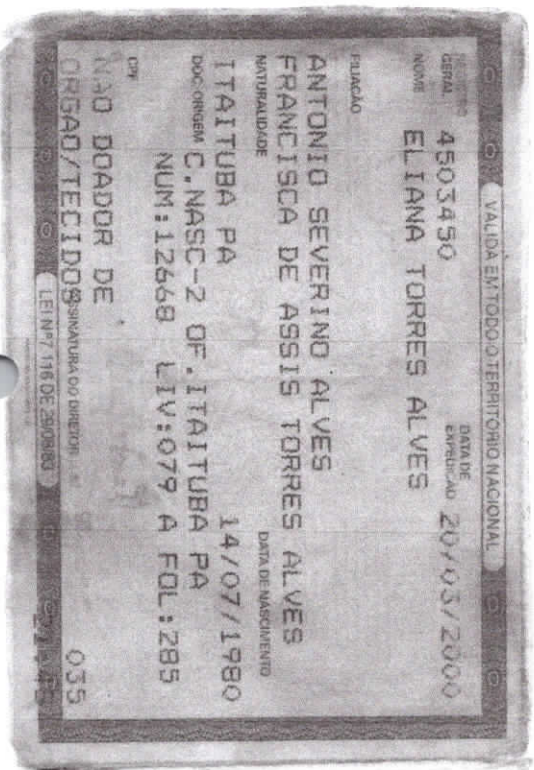 VÁLIDA EM TODO O TERRITÓRIO NACIONAL
REGISTRO GERAL 4503450 DATA DE EXPEDIÇÃO 20/03/2000
NOME ELIANA TORRES ALVES
FILIAÇÃO
ANTONIO SEVERINO ALVES
FRANCISCA DE ASSIS TORRES ALVES
NATURALIDADE DATA DE NASCIMENTO
ITAITUBA PA 14/07/1980
DOC. ORIGEM C.NASC-2 OF.ITAITUBA PA
NUM:12668 LIV:079 A FOL:285
CPF
NAO DOADOR DE
ORGAO/TECIDOS 035
ASSINATURA DO DIRETOR
LEI Nº 7.116 DE 29/08/83